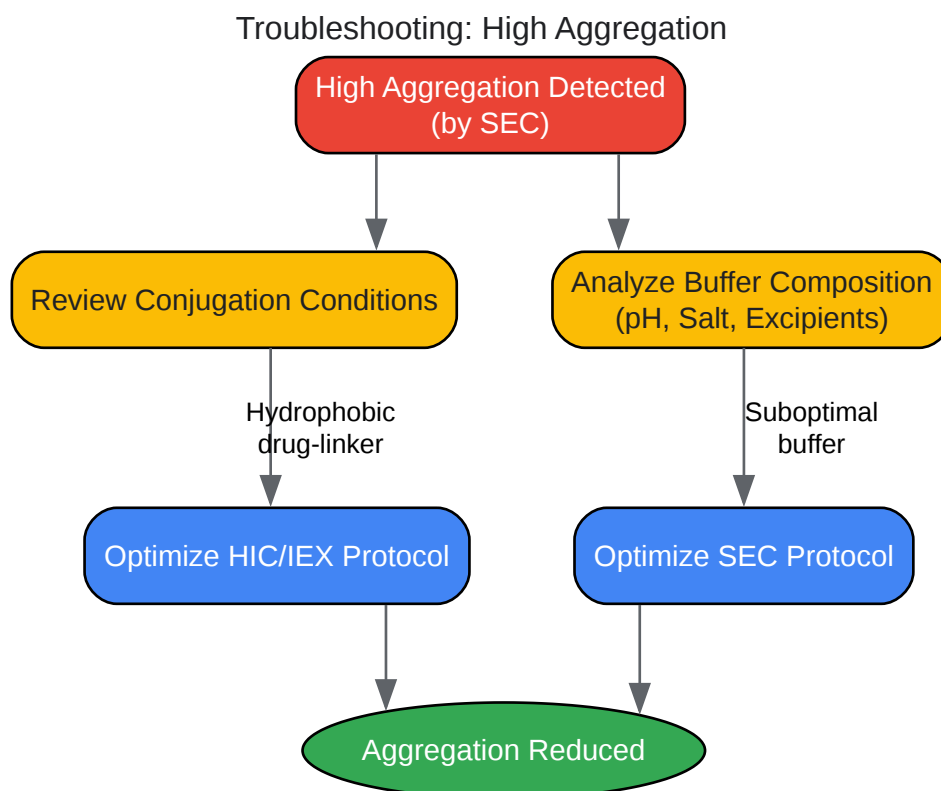 Troubleshooting: High Aggregation
High Aggregation Detected
(by SEC)
Review Conjugation Conditions
Analyze Buffer Composition
(pH, Salt, Excipients)
Hydrophobic
drug-linker
Suboptimal
buffer
Optimize HIC/IEX Protocol
Optimize SEC Protocol
Aggregation Reduced